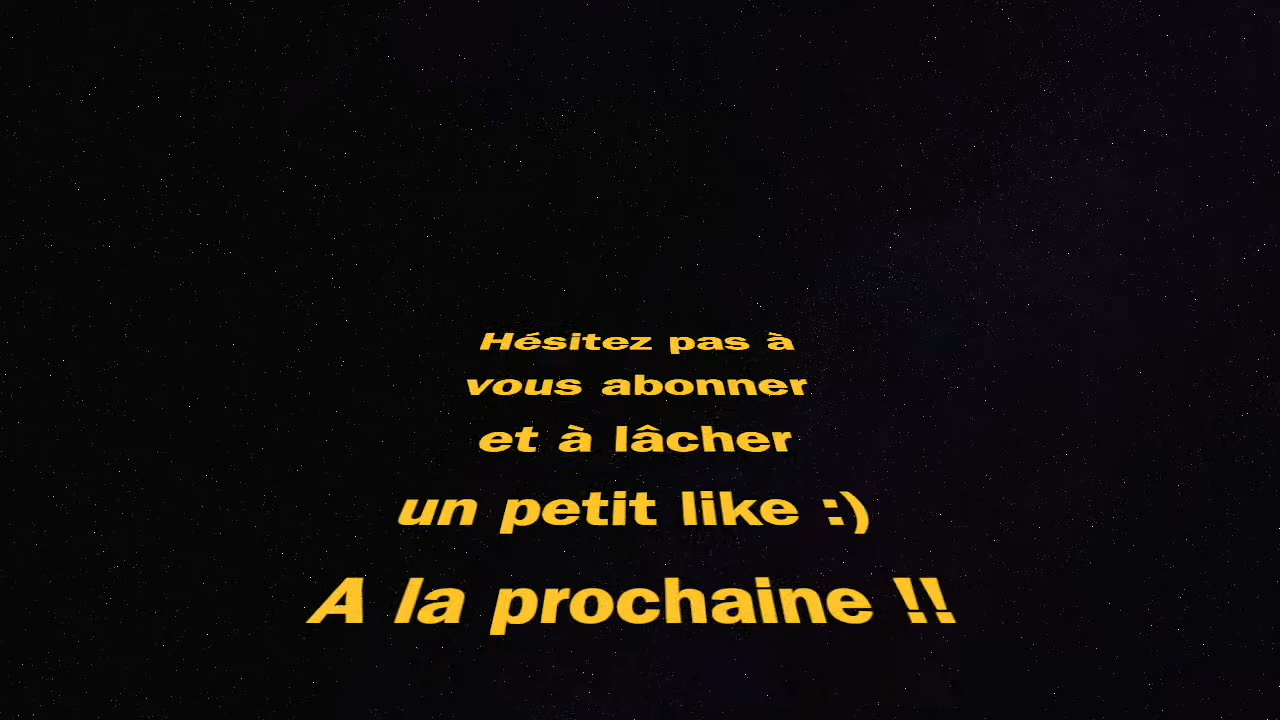 Hésitez pas à
vous abonner
et à lâcher
un petit like :)
A la prochaine !!